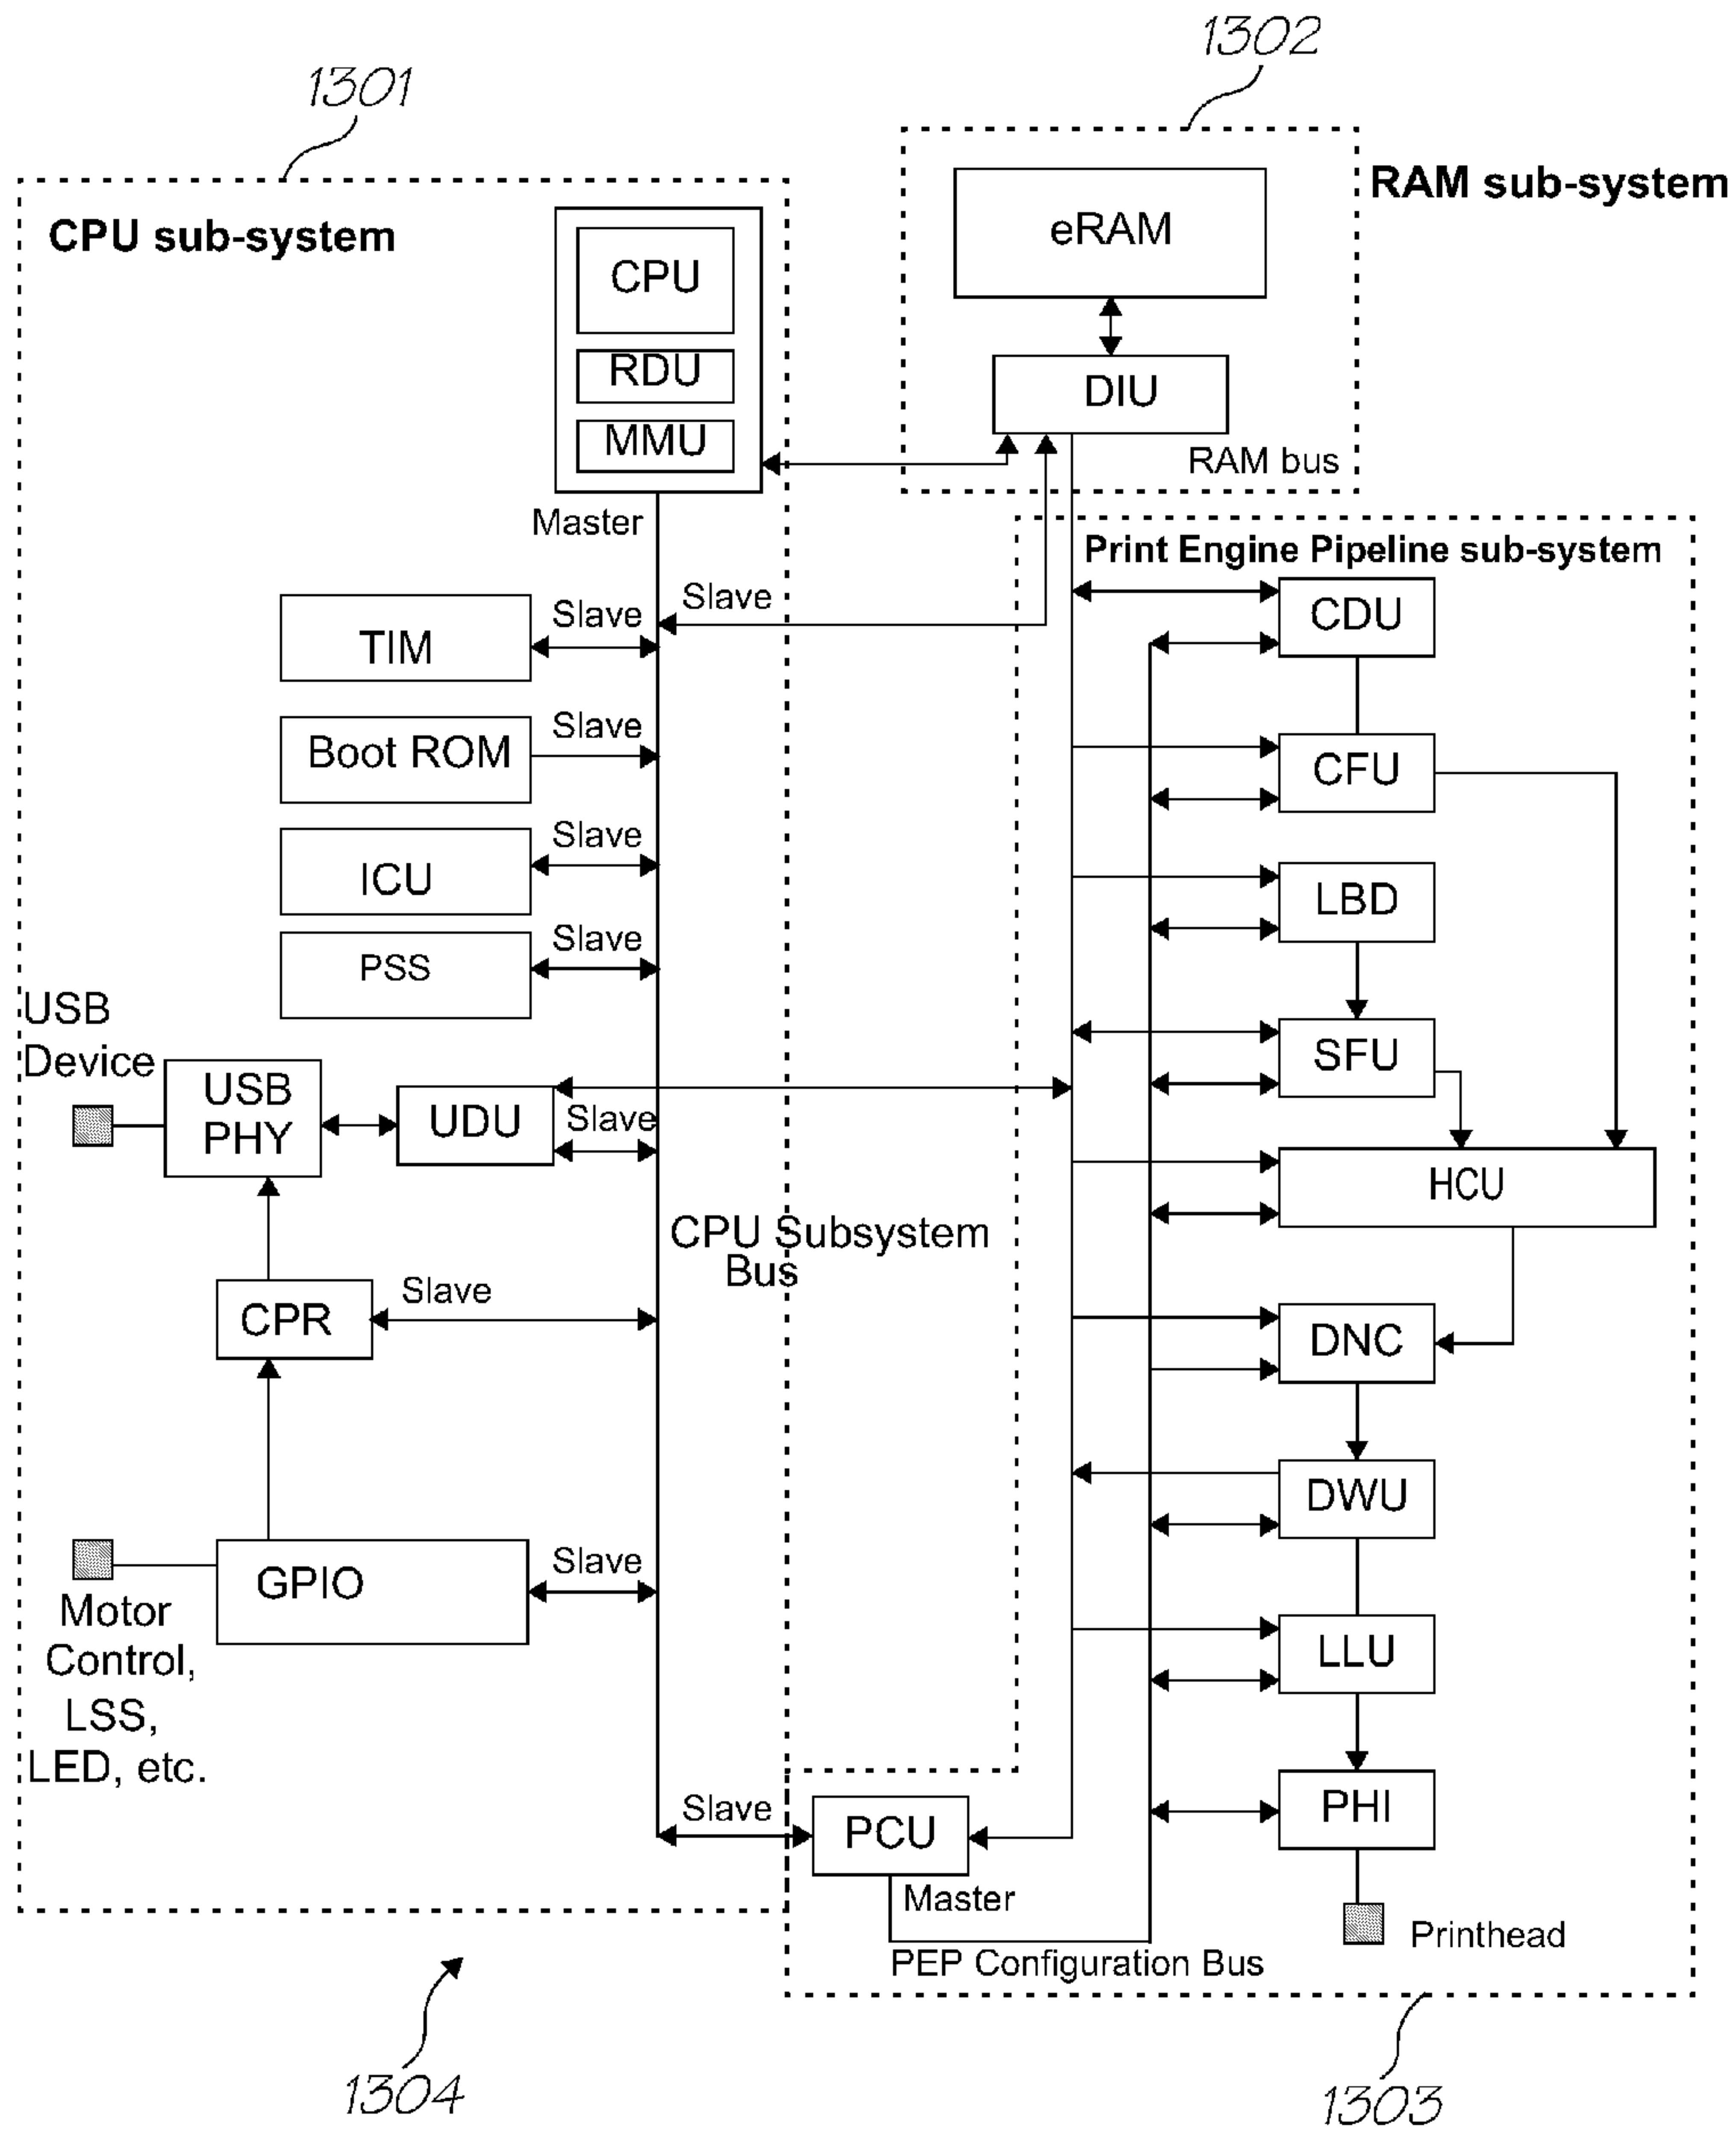 1302
1301
RAM sub-system
CPU sub-system
eRAM
CPU
RDU
DIU
MMU
RAM bus
Master
Print Engine Pipeline sub-system
Slave
Slave
CDU
TIM
Slave
Boot ROM
CFU
Slave
ICU
LBD
Slave
PSS
USB
Device
SFU
USB
PHY
UDU
Slave
HCU
CPU Subsystem
Bus
Slave
CPR
DNC
DWU
Slave
GPIO
Motor
Control,
LSS,
LED, etc.
LLU
Slave
PCU
PHI
Master
Printhead
PEP Configuration Bus
1304
1303